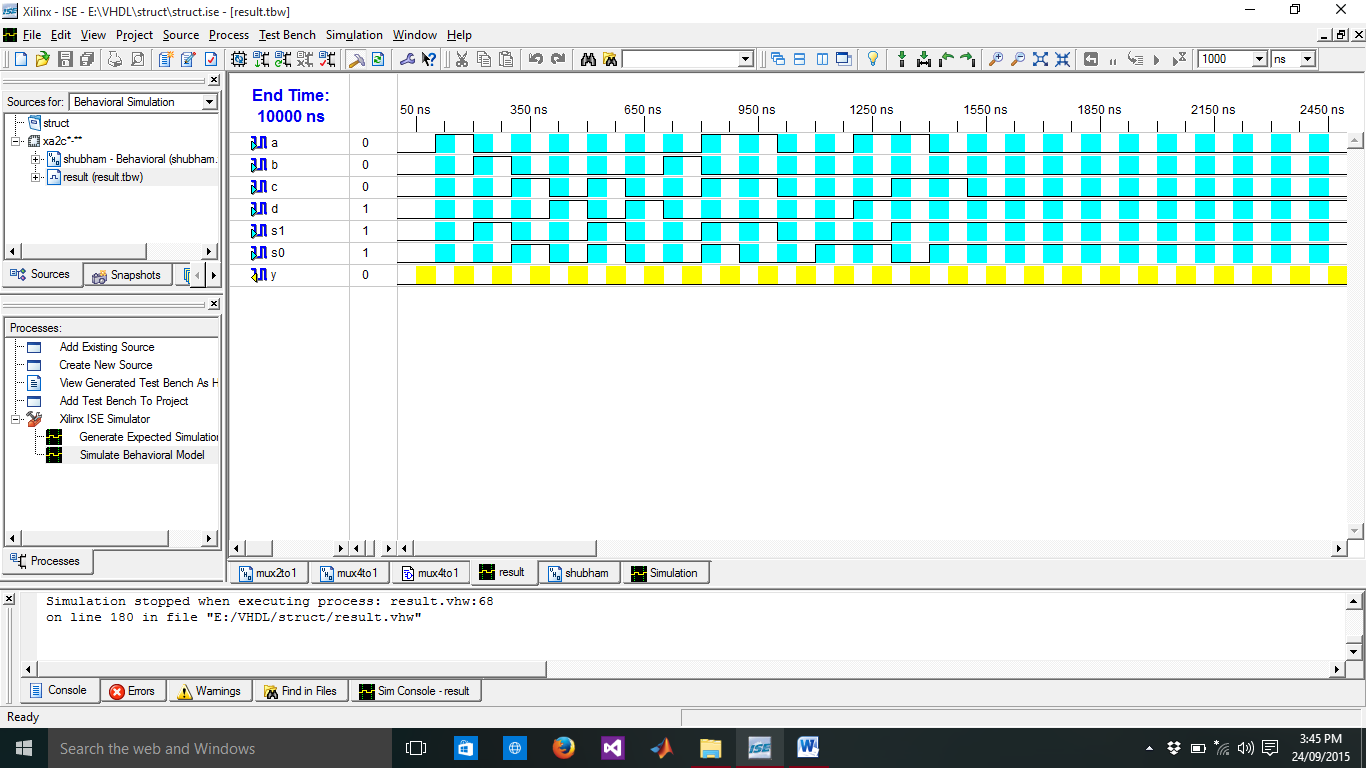 Xilinx - ISE - E:\VHDL\struct\struct.ise - [result.tbw]
File Edit View Project Source Process Test Bench Simulation Window Help
1000 ns
Sources for: Behavioral Simulation
struct
xa2c*-**
shubham - Behavioral (shubham.
result (result.tbw)
Sources Snapshots
Processes:
Add Existing Source
Create New Source
View Generated Test Bench As H
Add Test Bench To Project
Xilinx ISE Simulator
Generate Expected Simulation
Simulate Behavioral Model
Processes
End Time:
10000 ns
50 ns 350 ns 650 ns 950 ns 1250 ns 1550 ns 1850 ns 2150 ns 2450 ns
a 0
b 0
c 0
d 1
s1 1
s0 1
y 0
mux2to1 mux4to1 mux4to1 result shubham Simulation
Simulation stopped when executing process: result.vhw:68
on line 180 in file "E:/VHDL/struct/result.vhw"
Console Errors Warnings Find in Files Sim Console - result
Ready
Search the web and Windows
ISE
3:45 PM
24/09/2015